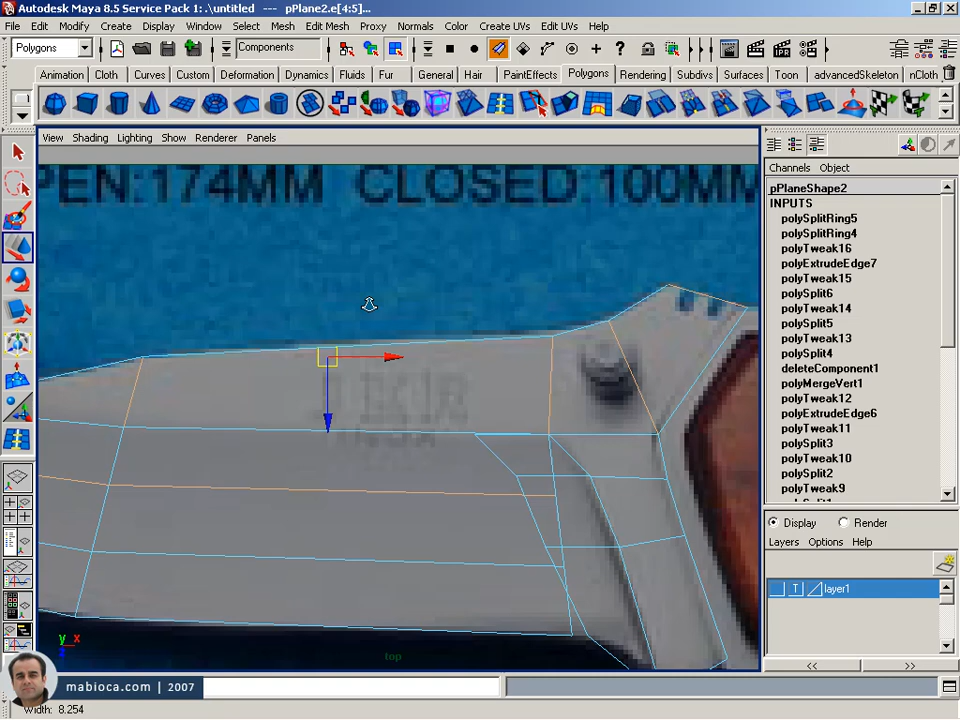 Autodesk Maya 8.5 Service Pack 1: .\untitled --- pPlane2.e[4:5]...
File Edit Modify Create Display Window Select Mesh Edit Mesh Proxy Normals Color Create UVs Edit UVs Help
Polygons Components
Animation Cloth Curves Custom Deformation Dynamics Fluids Fur General Hair PaintEffects Polygons Rendering Subdivs Surfaces Toon advancedSkeleton nCloth
View Shading Lighting Show Renderer Panels
Channels Object
PEN:174MM CLOSED:100MM
pPlaneShape2
INPUTS
polySplitRing5
polySplitRing4
polyTweak16
polyExtrudeEdge7
polyTweak15
polySplit6
polyTweak14
polySplit5
polyTweak13
polySplit4
deleteComponent1
polyMergeVert1
polyTweak12
polyExtrudeEdge6
polyTweak11
polySplit3
polyTweak10
polySplit2
polyTweak9
Display Render
Layers Options Help
T layer1
y x
top
<< >>
mabioca.com | 2007
Width: 8.254